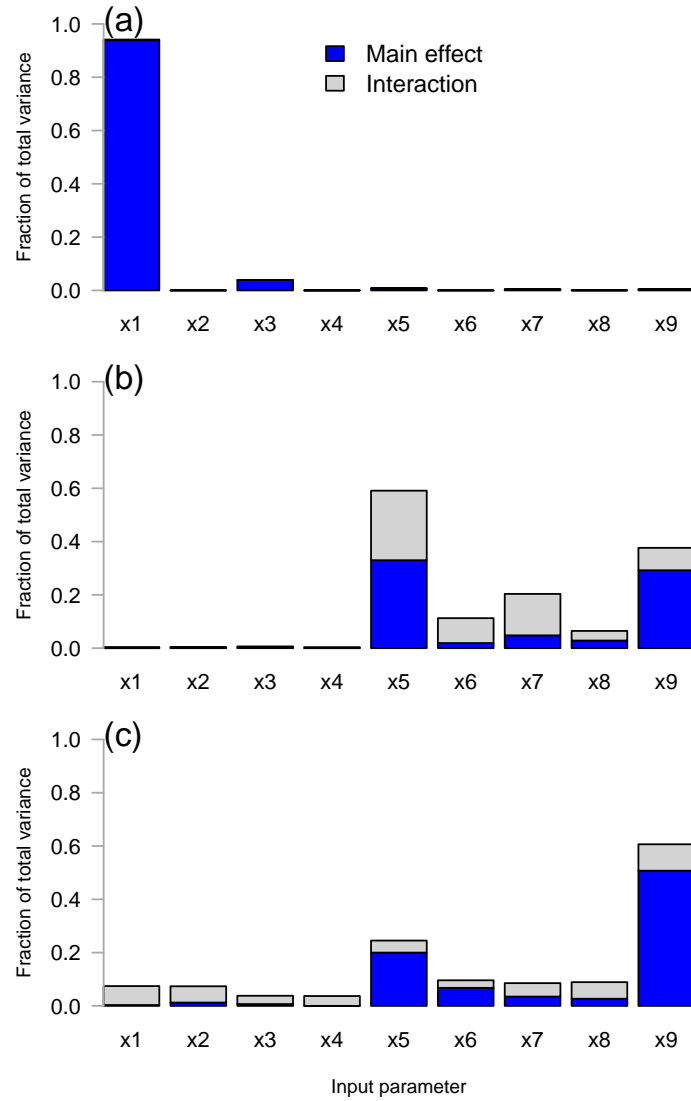 (a)
Main effect
Interaction
Fraction of total variance
1.0
0.8
0.6
0.4
0.2
0.0
x1 x2 x3 x4 x5 x6 x7 x8 x9
(b)
Fraction of total variance
1.0
0.8
0.6
0.4
0.2
0.0
x1 x2 x3 x4 x5 x6 x7 x8 x9
(c)
Fraction of total variance
1.0
0.8
0.6
0.4
0.2
0.0
x1 x2 x3 x4 x5 x6 x7 x8 x9
Input parameter